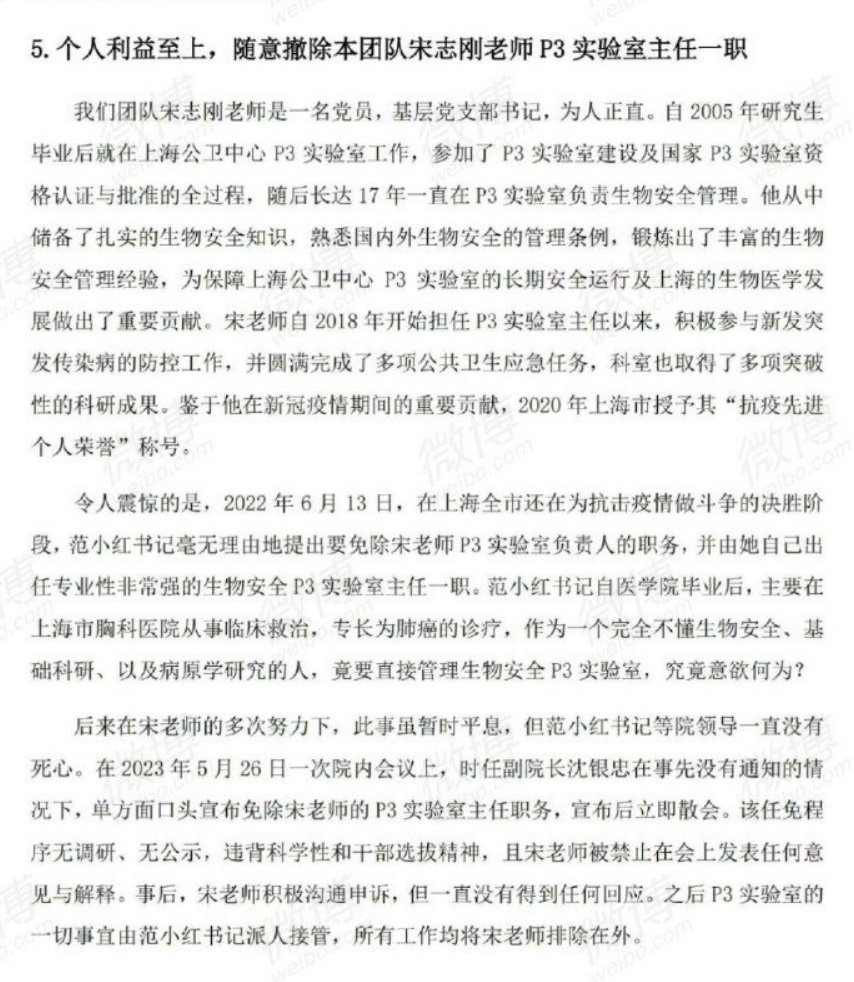 5. 个人利益至上，随意撤除本团队宋志刚老师 P3 实验室主任一职
我们团队宋志刚老师是一名党员，基层党支部书记，为人正直。自 2005 年研究生
毕业后就在上海公卫中心 P3 实验室工作，参加了 P3 实验室建设及国家 P3 实验室资
格认证与批准的全过程，随后长达 17 年一直在 P3 实验室负责生物安全管理。他从中
储备了扎实的生物安全知识，熟悉国内外生物安全的管理条例，锻炼出了丰富的生物
安全管理经验，为保障上海公卫中心 P3 实验室的长期安全运行及上海的生物医学发
展做出了重要贡献。宋老师自 2018 年开始担任 P3 实验室主任以来，积极参与新发突
发传染病的防控工作，并圆满完成了多项公共卫生应急任务，科室也取得了多项突破
性的科研成果。鉴于他在新冠疫情期间的重要贡献，2020 年上海市授予其“抗疫先进
个人荣誉”称号。
令人震惊的是，2022 年 6 月 13 日，在上海全市还在为抗击疫情做斗争的决胜阶
段，范小红书记毫无理由地提出要免除宋老师 P3 实验室负责人的职务，并由她自己出
任专业性非常强的生物安全 P3 实验室主任一职。范小红书记自医学院毕业后，主要在
上海市胸科医院从事临床救治，专长为肺癌的诊疗，作为一个完全不懂生物安全、基
础科研、以及病原学研究的人，竟要直接管理生物安全 P3 实验室，究竟意欲何为？
后来在宋老师的多次努力下，此事虽暂时平息，但范小红书记等院领导一直没有
死心。在 2023 年 5 月 26 日一次院内会议上，时任副院长沈银忠在事先没有通知的情
况下，单方面口头宣布免除宋老师的 P3 实验室主任职务，宣布后立即散会。该任免程
序无调研、无公示，违背科学性和干部选拔精神，且宋老师被禁止在会上发表任何意
见与解释。事后，宋老师积极沟通申诉，但一直没有得到任何回应。之后 P3 实验室的
一切事宜由范小红书记派人接管，所有工作均将宋老师排除在外。